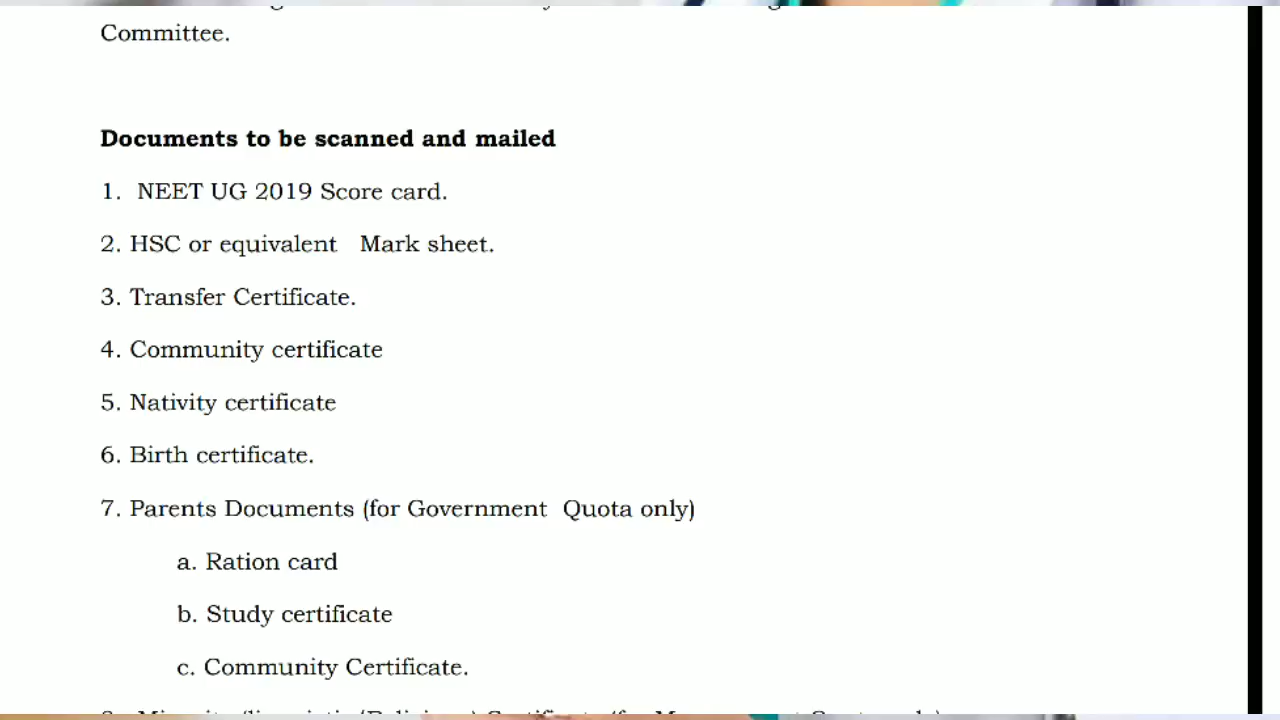 Committee.
Documents to be scanned and mailed
1. NEET UG 2019 Score card.
2. HSC or equivalent Mark sheet.
3. Transfer Certificate.
4. Community certificate
5. Nativity certificate
6. Birth certificate.
7. Parents Documents (for Government Quota only)
a. Ration card
b. Study certificate
c. Community Certificate.